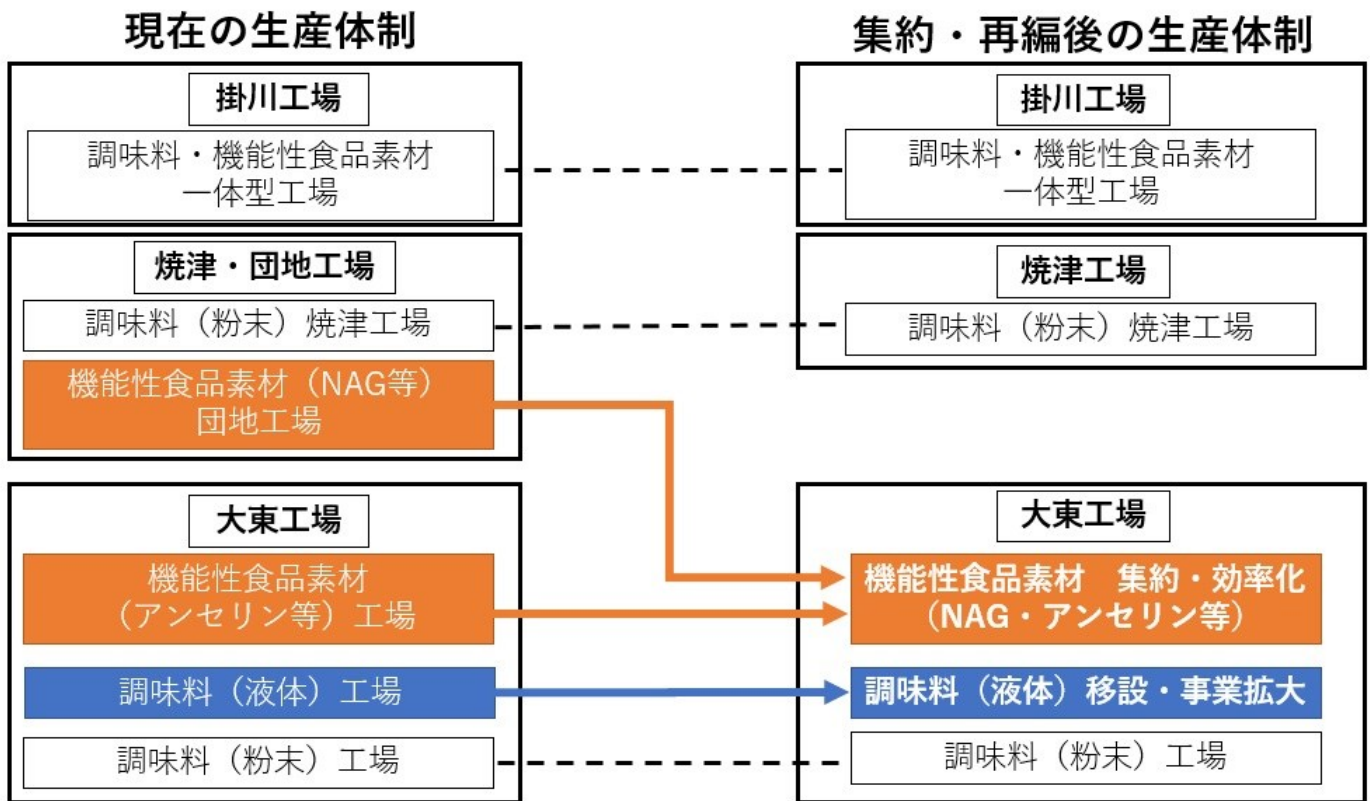 現在の生産体制
掛川工場
調味料・機能性食品素材
一体型工場
焼津・団地工場
調味料（粉末）焼津工場
機能性食品素材（NAG等）
団地工場
大東工場
機能性食品素材
（アンセリン等）工場
調味料（液体）工場
調味料（粉末）工場
集約・再編後の生産体制
掛川工場
調味料・機能性食品素材
一体型工場
焼津工場
調味料（粉末）焼津工場
大東工場
機能性食品素材　集約・効率化
（NAG・アンセリン等）
調味料（液体）移設・事業拡大
調味料（粉末）工場